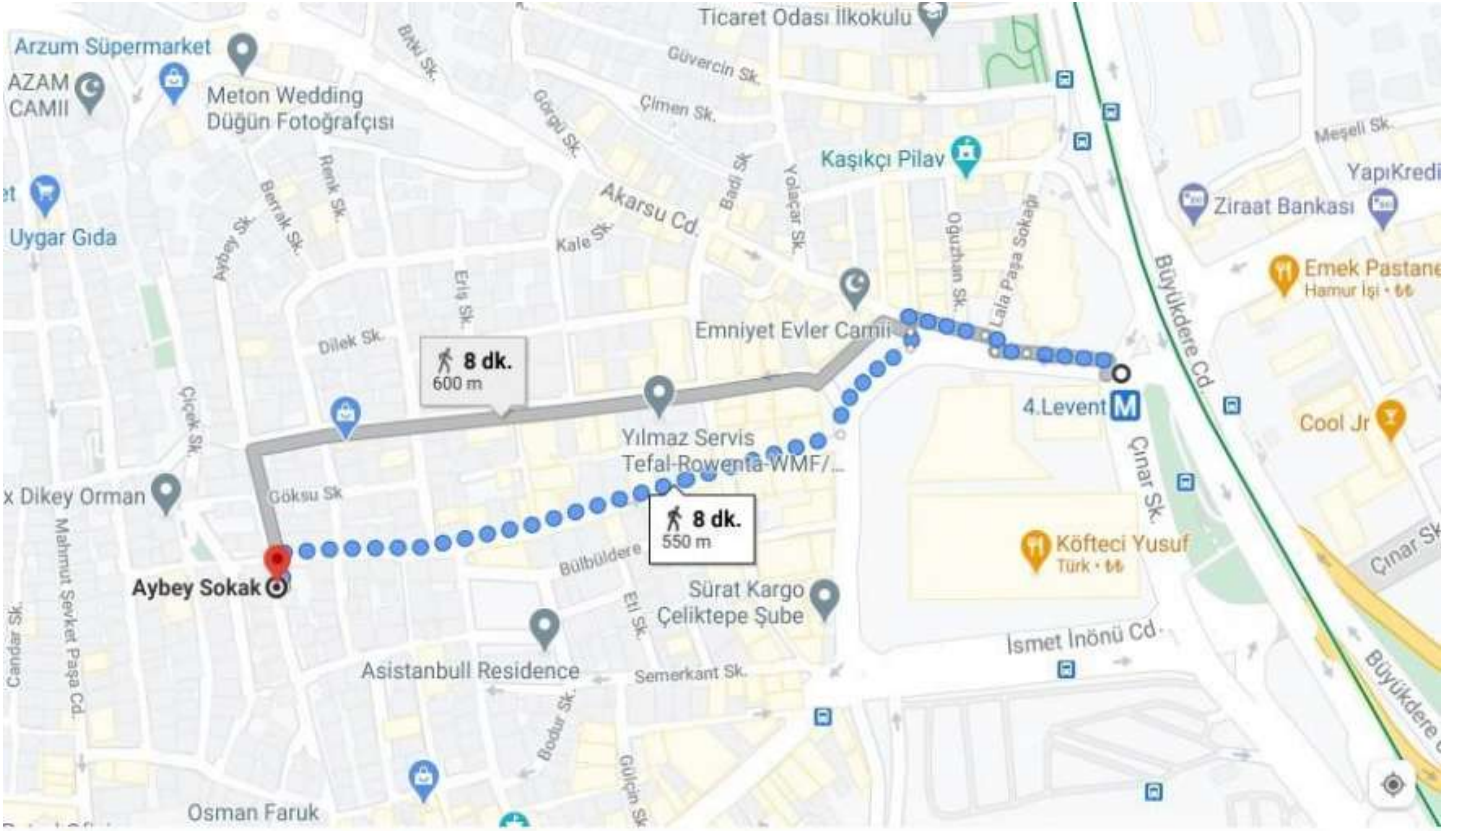 Ticaret Odası İlkokulu
Arzum Süpermarket
Bitki Sk.
Güvercin Sk.
AZAM
CAMII
Meton Wedding
Düğün Fotoğrafçısı
Görgü Sk.
Çimen Sk.
Meşeli Sk.
Kaşıkçı Pilav
YapıKredi
et
Renk Sk.
Berrak Sk.
Badi Sk
Yolaçar Sk.
Akarsu Cd.
Ziraat Bankası
Uygar Gıda
Aybey Sk.
Kale Sk.
Oğuzhan Sk.
Lala Paşa Sokağı
Büyükdere Cd.
Emek Pastane
Hamur İşi • ₺₺
Eriş Sk.
Emniyet Evler Camii
Dilek Sk.
8 dk.
600 m
4.Levent
M
Cool Jr
Çiçek Sk.
Yılmaz Servis
Tefal-Rowenta-WMF/...
Çınar Sk.
x Dikey Orman
Göksu Sk
8 dk.
550 m
Mahmut Şevket Paşa Cd.
Bülbüldere
Köfteci Yusuf
Türk • ₺₺
Çınar Sk
Aybey Sokak
Sürat Kargo
Çeliktepe Şube
Eti Sk.
Candar Sk.
İsmet İnönü Cd.
Asistanbull Residence
Semerkant Sk.
Büyükdere
Bodur Sk.
Gülçin Sk
Osman Faruk